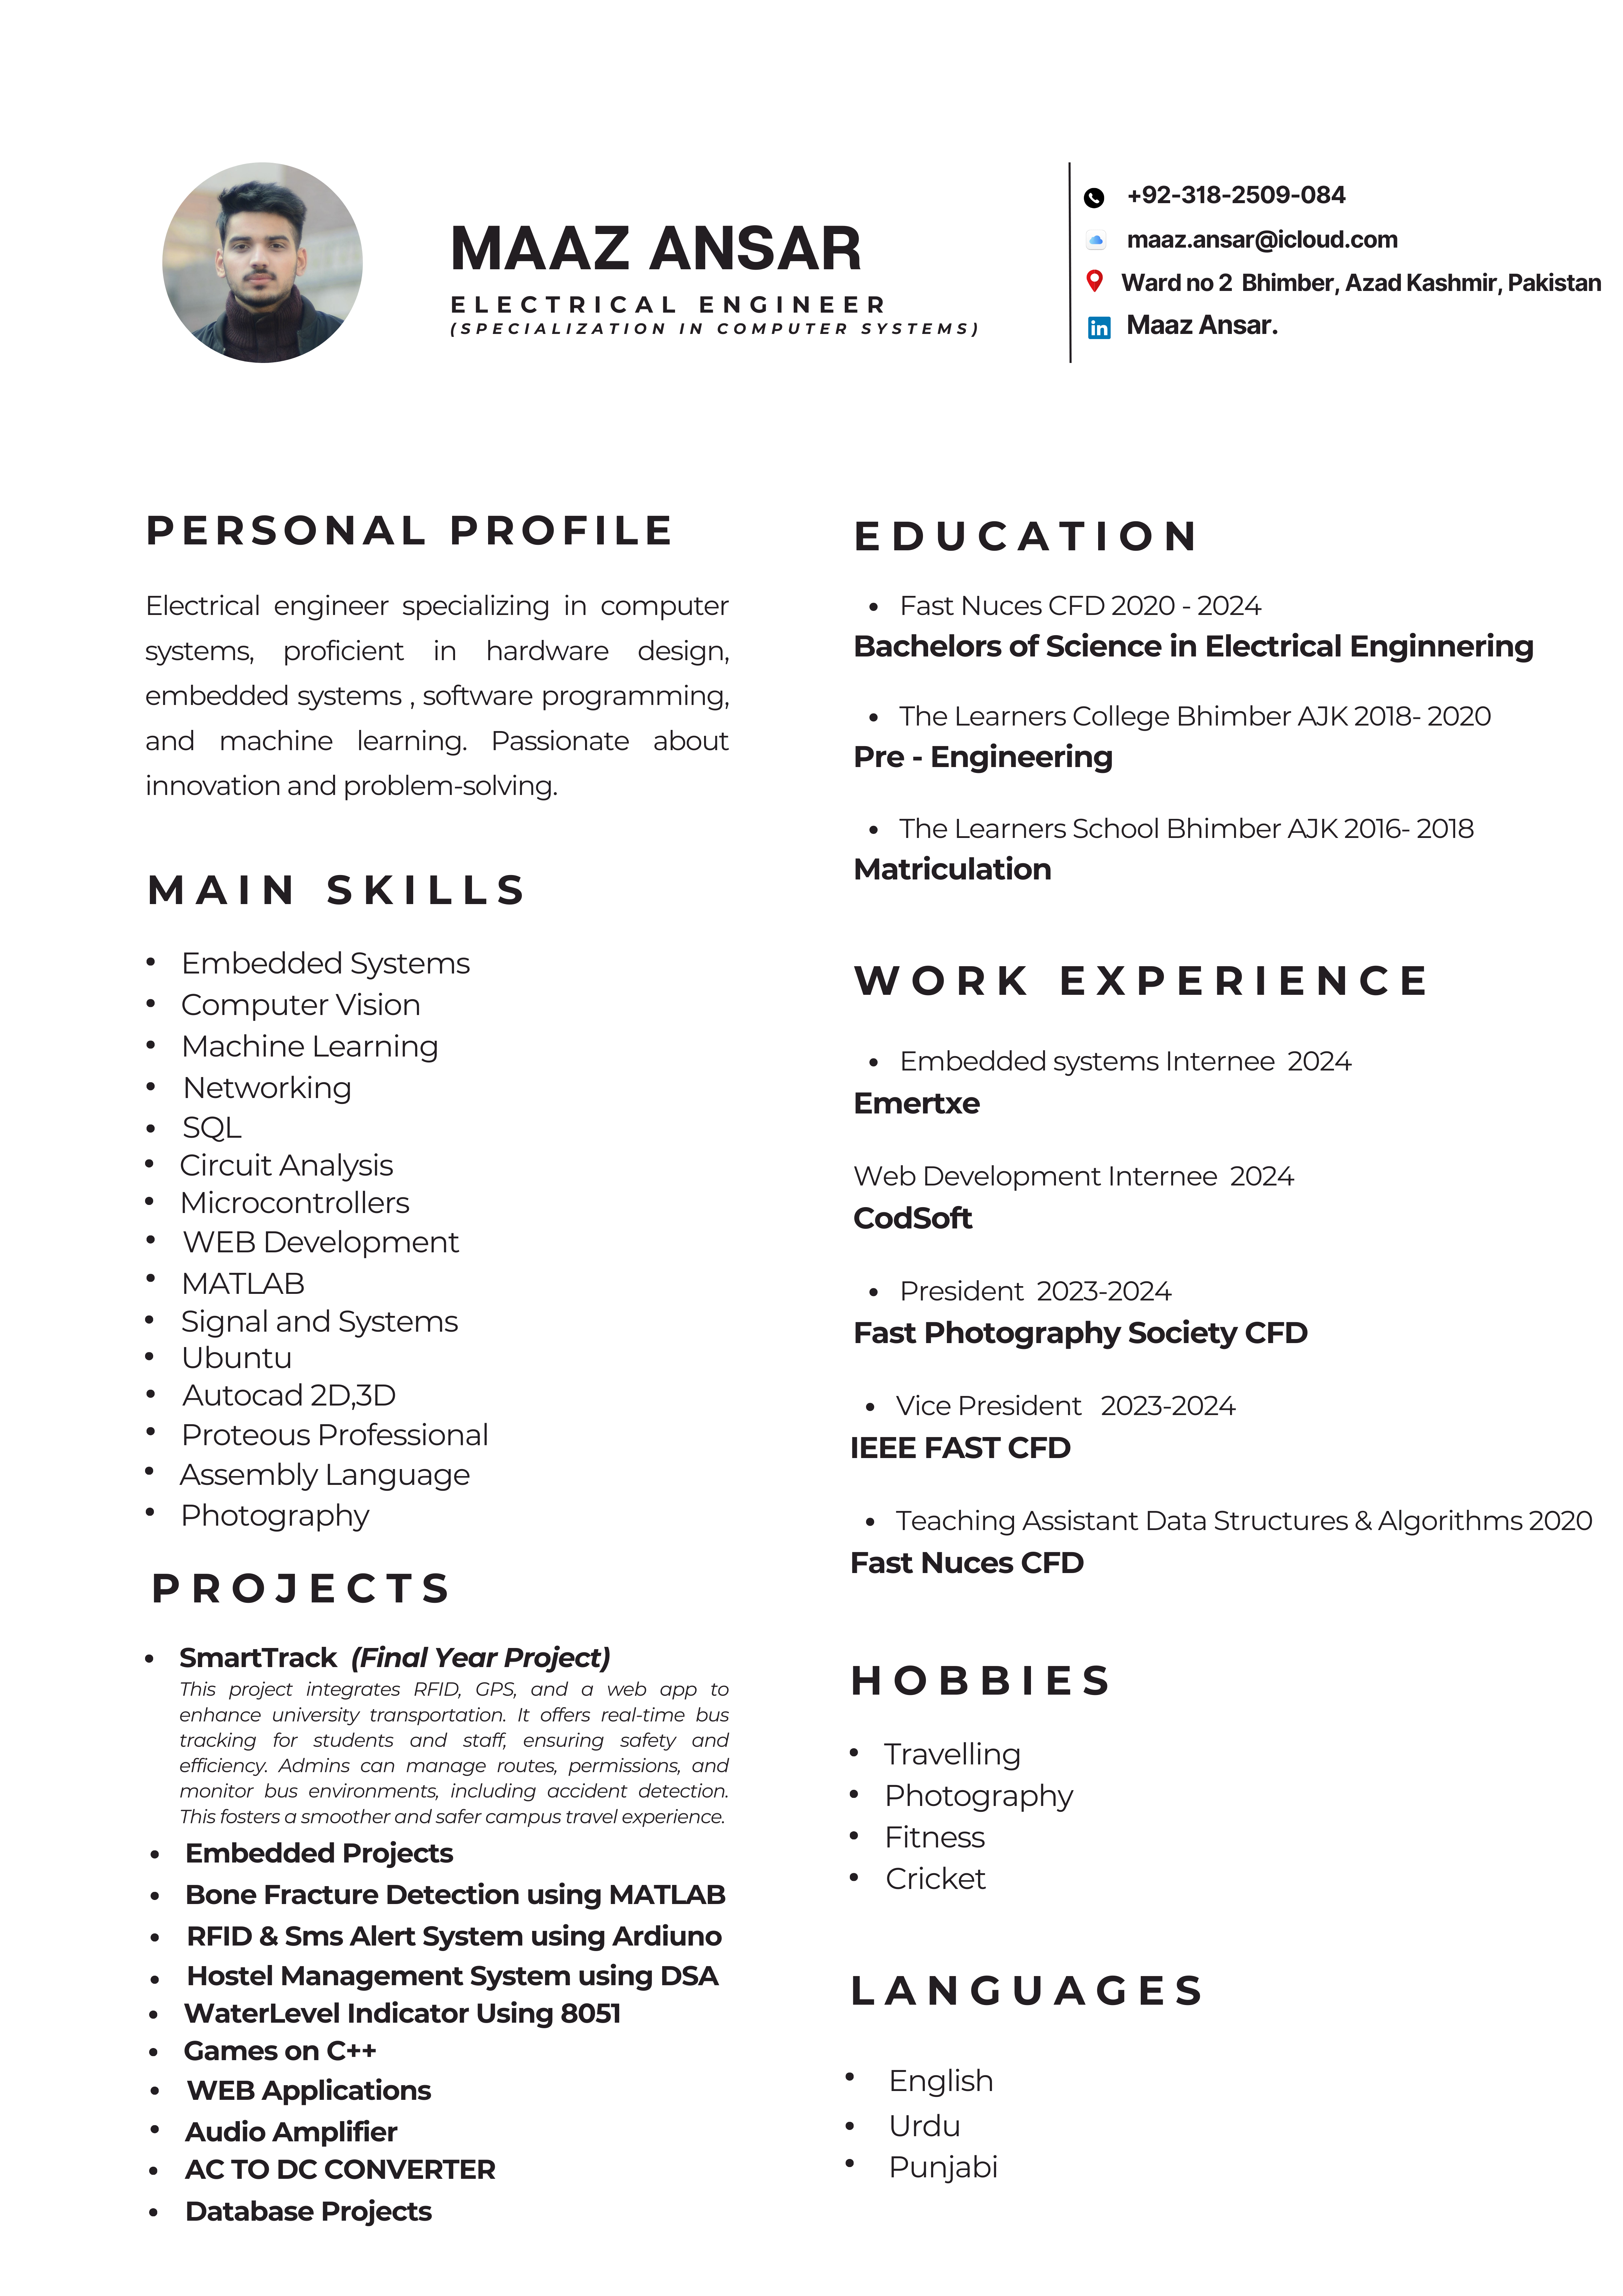 MAAZ ANSAR
ELECTRICAL ENGINEER
(SPECIALIZATION IN COMPUTER SYSTEMS)
+92-318-2509-084
maaz.ansar@icloud.com
Ward no 2 Bhimber, Azad Kashmir, Pakistan
in Maaz Ansar.
PERSONAL PROFILE
Electrical engineer specializing in computer
systems, proficient in hardware design,
embedded systems , software programming,
and machine learning. Passionate about
innovation and problem-solving.
MAIN SKILLS
• Embedded Systems
• Computer Vision
• Machine Learning
• Networking
• SQL
• Circuit Analysis
• Microcontrollers
• WEB Development
• MATLAB
• Signal and Systems
• Ubuntu
• Autocad 2D,3D
• Proteous Professional
• Assembly Language
• Photography
PROJECTS
• SmartTrack (Final Year Project)
This project integrates RFID, GPS, and a web app to
enhance university transportation. It offers real-time bus
tracking for students and staff, ensuring safety and
efficiency. Admins can manage routes, permissions, and
monitor bus environments, including accident detection.
This fosters a smoother and safer campus travel experience.
• Embedded Projects
• Bone Fracture Detection using MATLAB
• RFID & Sms Alert System using Ardiuno
• Hostel Management System using DSA
• WaterLevel Indicator Using 8051
• Games on C++
• WEB Applications
• Audio Amplifier
• AC TO DC CONVERTER
• Database Projects
EDUCATION
• Fast Nuces CFD 2020 - 2024
Bachelors of Science in Electrical Enginnering
• The Learners College Bhimber AJK 2018- 2020
Pre - Engineering
• The Learners School Bhimber AJK 2016- 2018
Matriculation
WORK EXPERIENCE
• Embedded systems Internee 2024
Emertxe
Web Development Internee 2024
CodSoft
• President 2023-2024
Fast Photography Society CFD
• Vice President 2023-2024
IEEE FAST CFD
• Teaching Assistant Data Structures & Algorithms 2020
Fast Nuces CFD
HOBBIES
• Travelling
• Photography
• Fitness
• Cricket
LANGUAGES
• English
• Urdu
• Punjabi